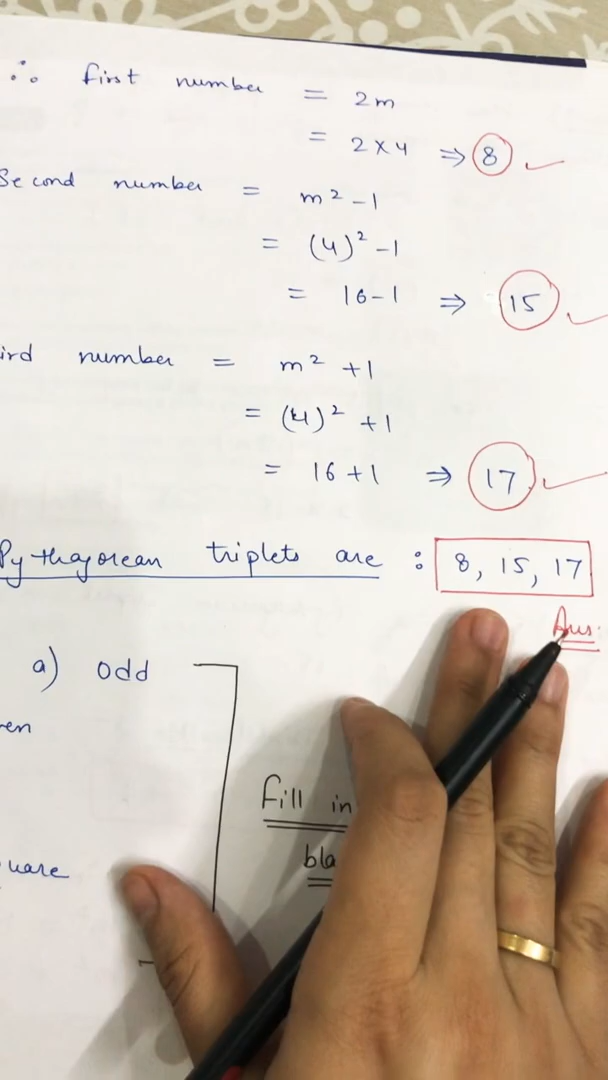 ∴ first number = 2m
= 2×4 ⇒ 8
Second number = m² -1
= (4)² -1
= 16-1 ⇒ 15
ird number = m² +1
= (4)² +1
= 16+1 ⇒ 17
Pythagorean triplets are : 8, 15, 17
Ans.
a) odd
en
fill in
bla
uare